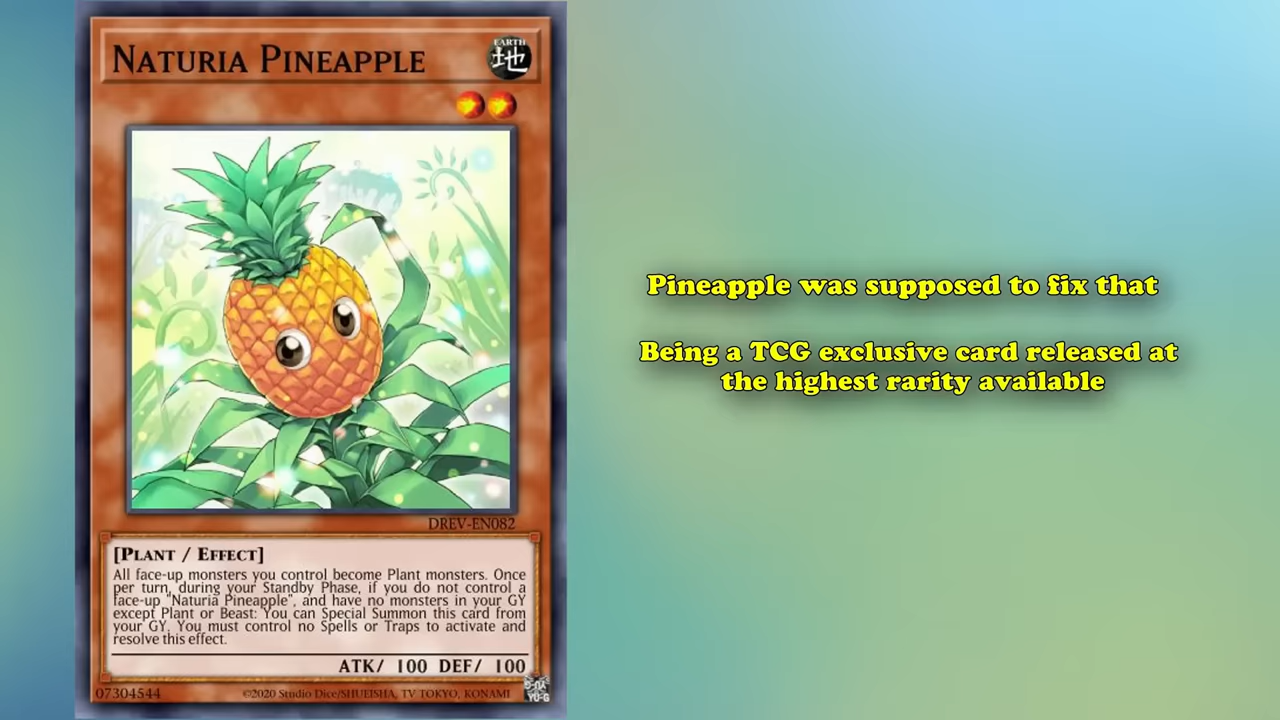 NATURIA PINEAPPLE
EARTH
地
DREV-EN082
[PLANT / EFFECT]
All face-up monsters you control become Plant monsters. Once
per turn, during your Standby Phase, if you do not control a
face-up "Naturia Pineapple", and have no monsters in your GY
except Plant or Beast: You can Special Summon this card from
your GY. You must control no Spells or Traps to activate and
resolve this effect.
ATK/ 100 DEF/ 100
07304544
©2020 Studio Dice/SHUEISHA, TV TOKYO, KONAMI
Pineapple was supposed to fix that
Being a TCG exclusive card released at
the highest rarity available